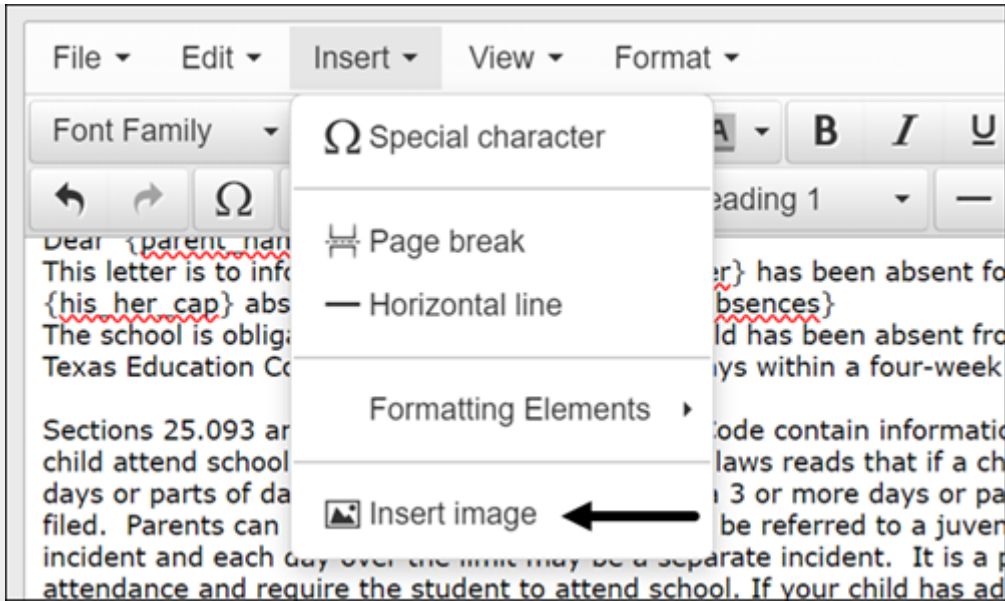 File Edit Insert View Format
Font Family Special character A B I U
Ω eading 1
Page break
Dear {parent_nan
This letter is to info er} has been absent fo
{his_her_cap} abs Horizontal line bsences}
The school is obliga ld has been absent fro
Texas Education Co ys within a four-week
Formatting Elements
Sections 25.093 ar Code contain informatio
child attend school laws reads that if a ch
days or parts of da n 3 or more days or pa
Insert image
filed. Parents can be referred to a juven
incident and each day over the limit may be a separate incident. It is a p
attendance and require the student to attend school. If your child has ad